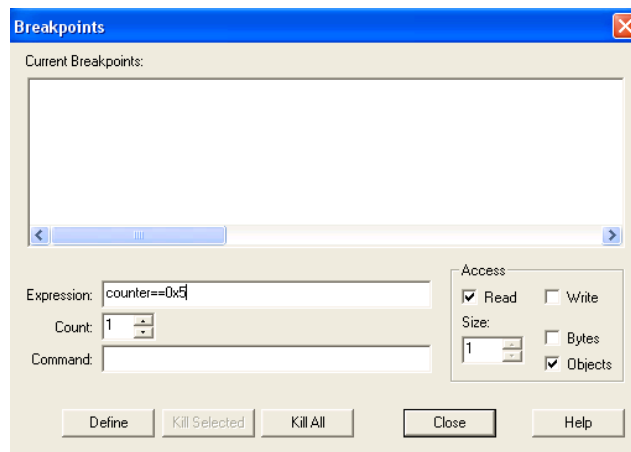 Breakpoints
Current Breakpoints:
Expression: counter==0x5
Count: 1
Command:
Access
Read Write
Size:
1 Bytes
Objects
Define Kill Selected Kill All Close Help